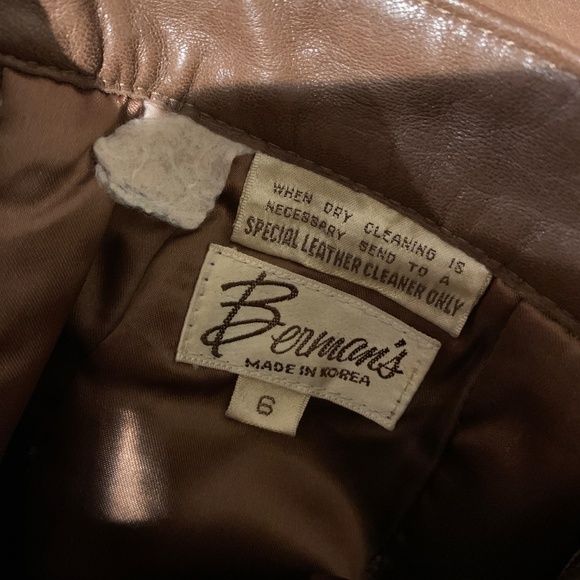 WHEN DRY CLEANING IS
NECESSARY SEND TO A
SPECIAL LEATHER CLEANER ONLY
Berman's
MADE IN KOREA
6